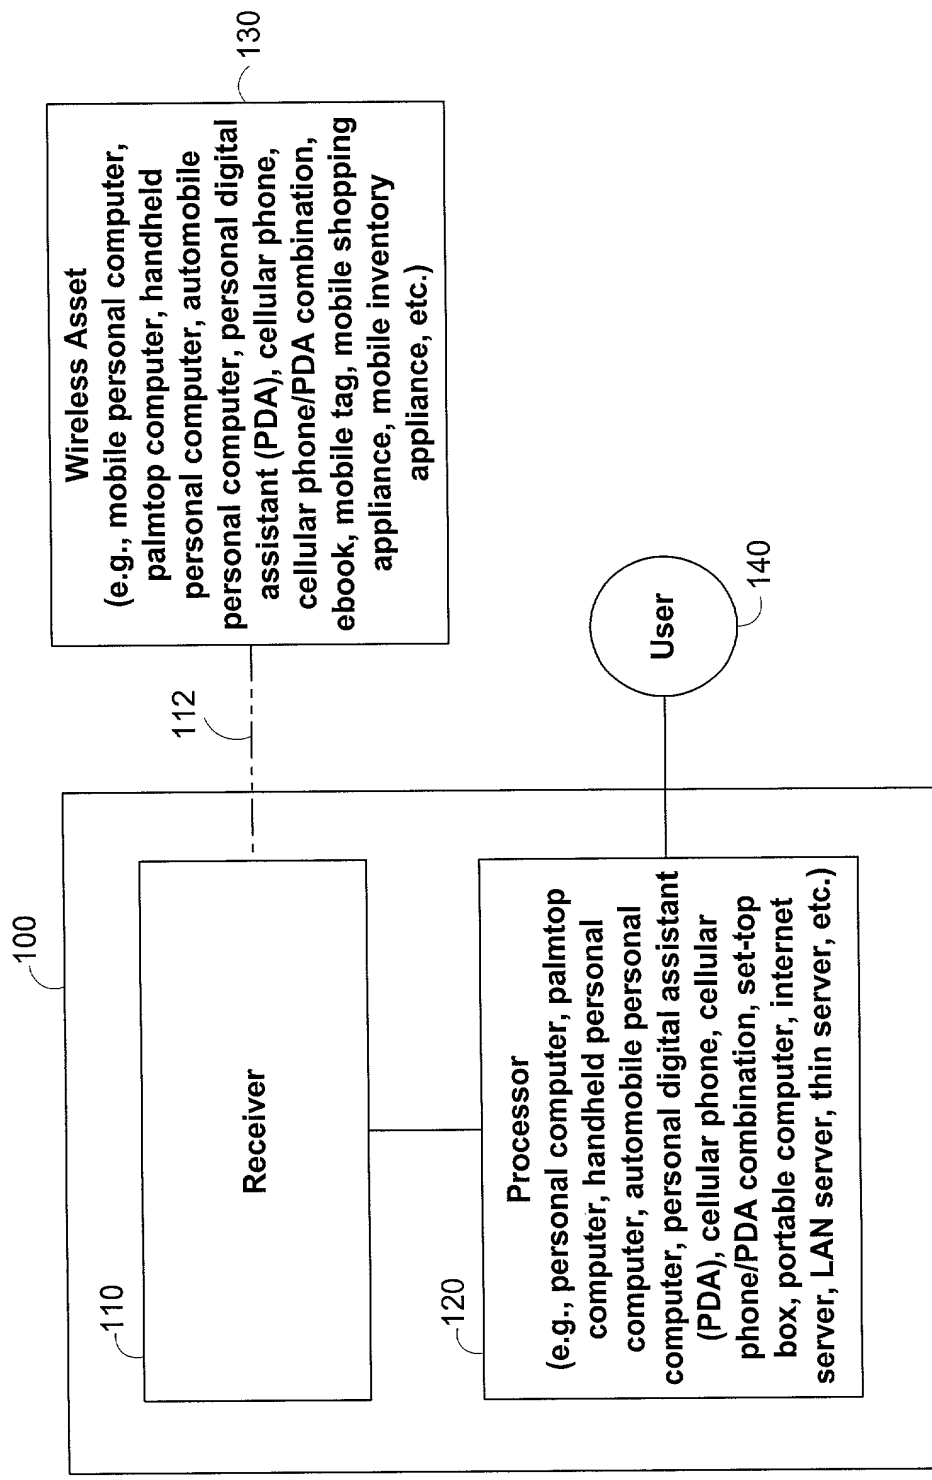 100
110
Receiver
112
Wireless Asset
(e.g., mobile personal computer,
palmtop computer, handheld
personal computer, automobile
personal computer, personal digital
assistant (PDA), cellular phone,
cellular phone/PDA combination,
ebook, mobile tag, mobile shopping
appliance, mobile inventory
appliance, etc.)
130
120
Processor
(e.g., personal computer, palmtop
computer, handheld personal
computer, automobile personal
computer, personal digital assistant
(PDA), cellular phone, cellular
phone/PDA combination, set-top
box, portable computer, internet
server, LAN server, thin server, etc.)
User
140